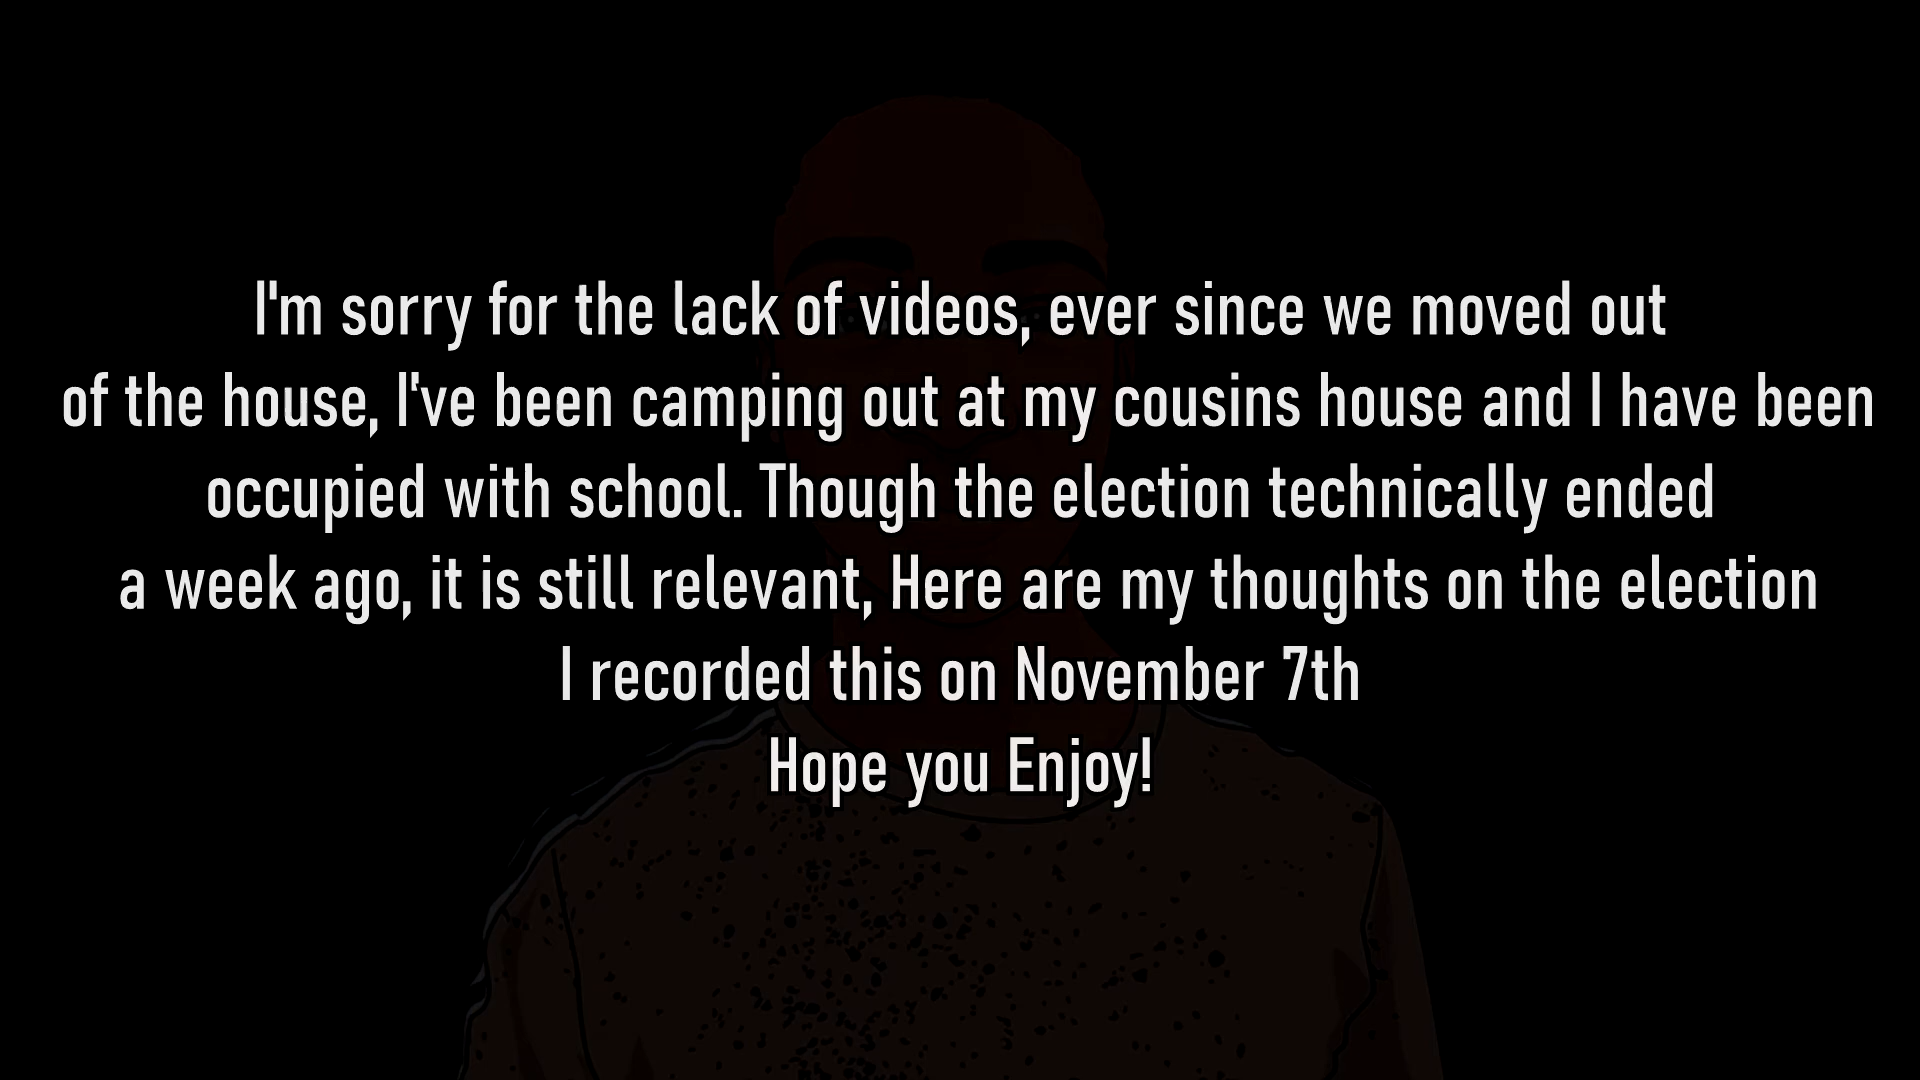 I'm sorry for the lack of videos, ever since we moved out
of the house, I've been camping out at my cousins house and I have been
occupied with school. Though the election technically ended
a week ago, it is still relevant, Here are my thoughts on the election
I recorded this on November 7th
Hope you Enjoy!